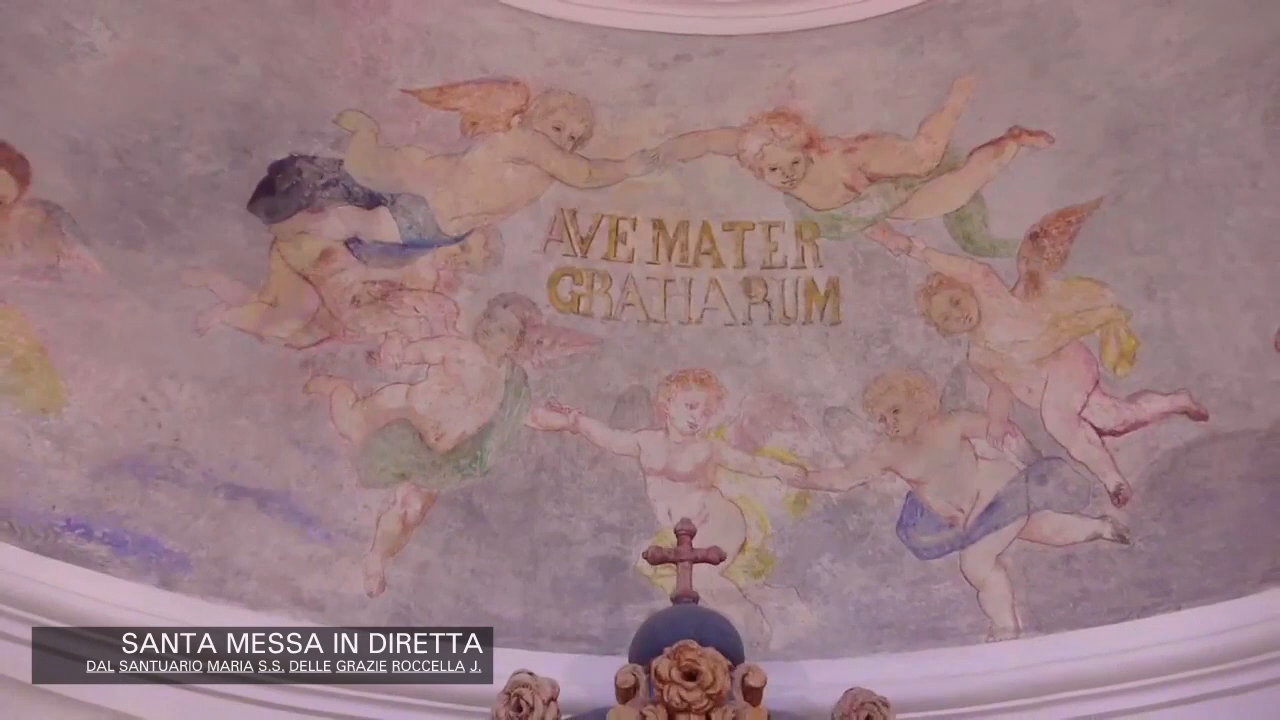 AVE MATER
GRATIARUM
SANTA MESSA IN DIRETTA
DAL SANTUARIO MARIA S.S. DELLE GRAZIE ROCCELLA J.